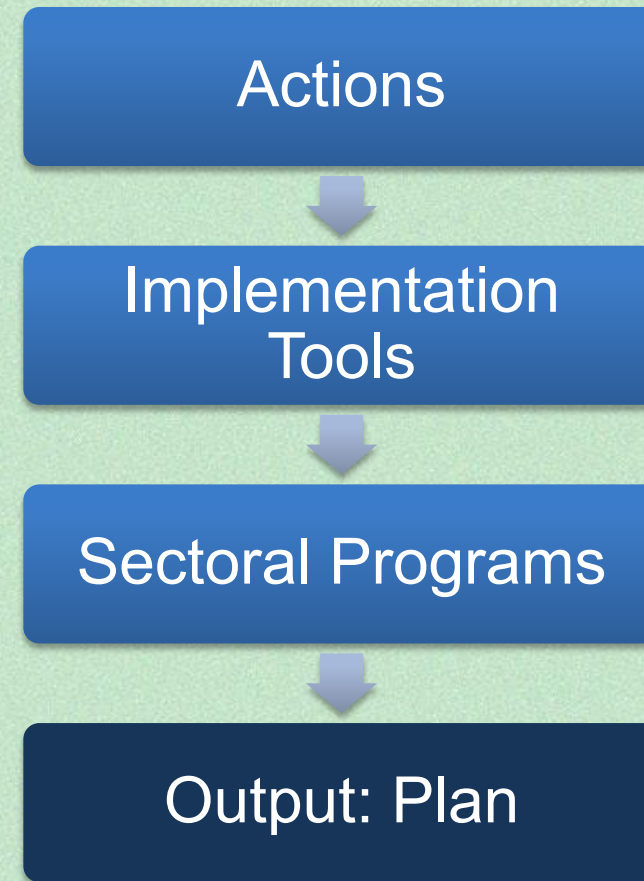 Actions
Implementation
Tools
Sectoral Programs
Output: Plan